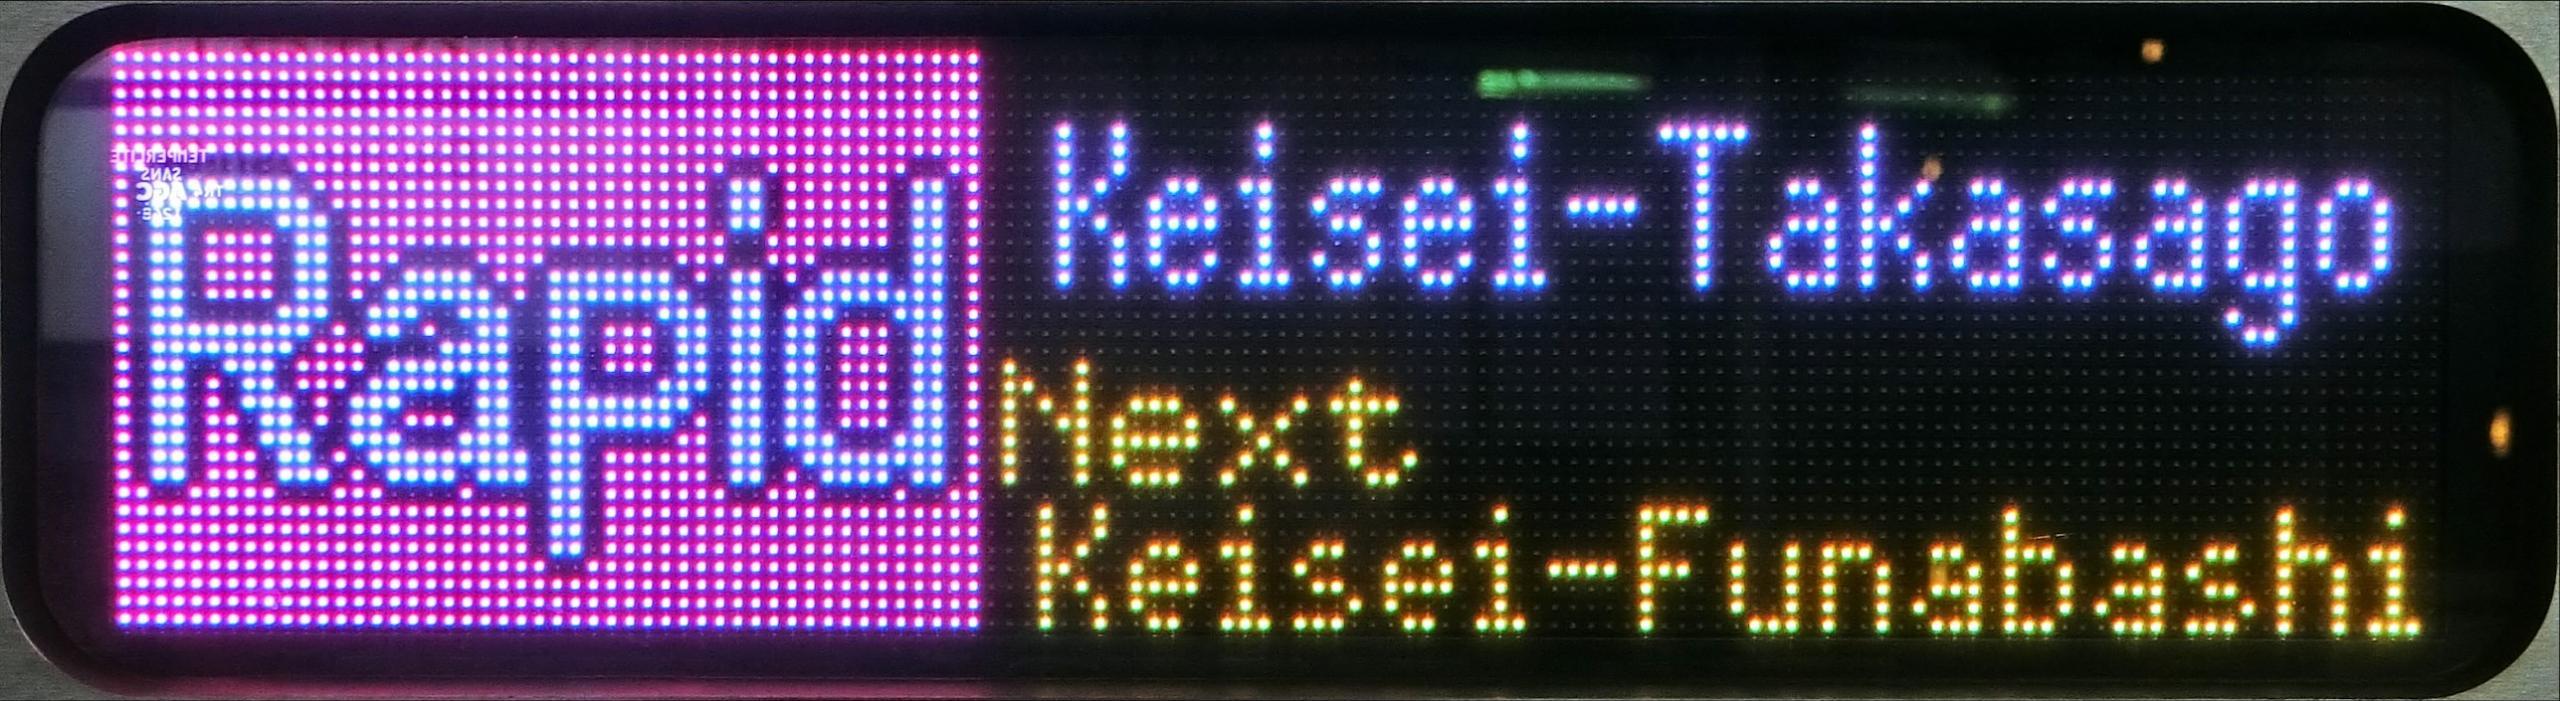 Rapid
Keisei-Takasago
Next
Keisei-Funabashi